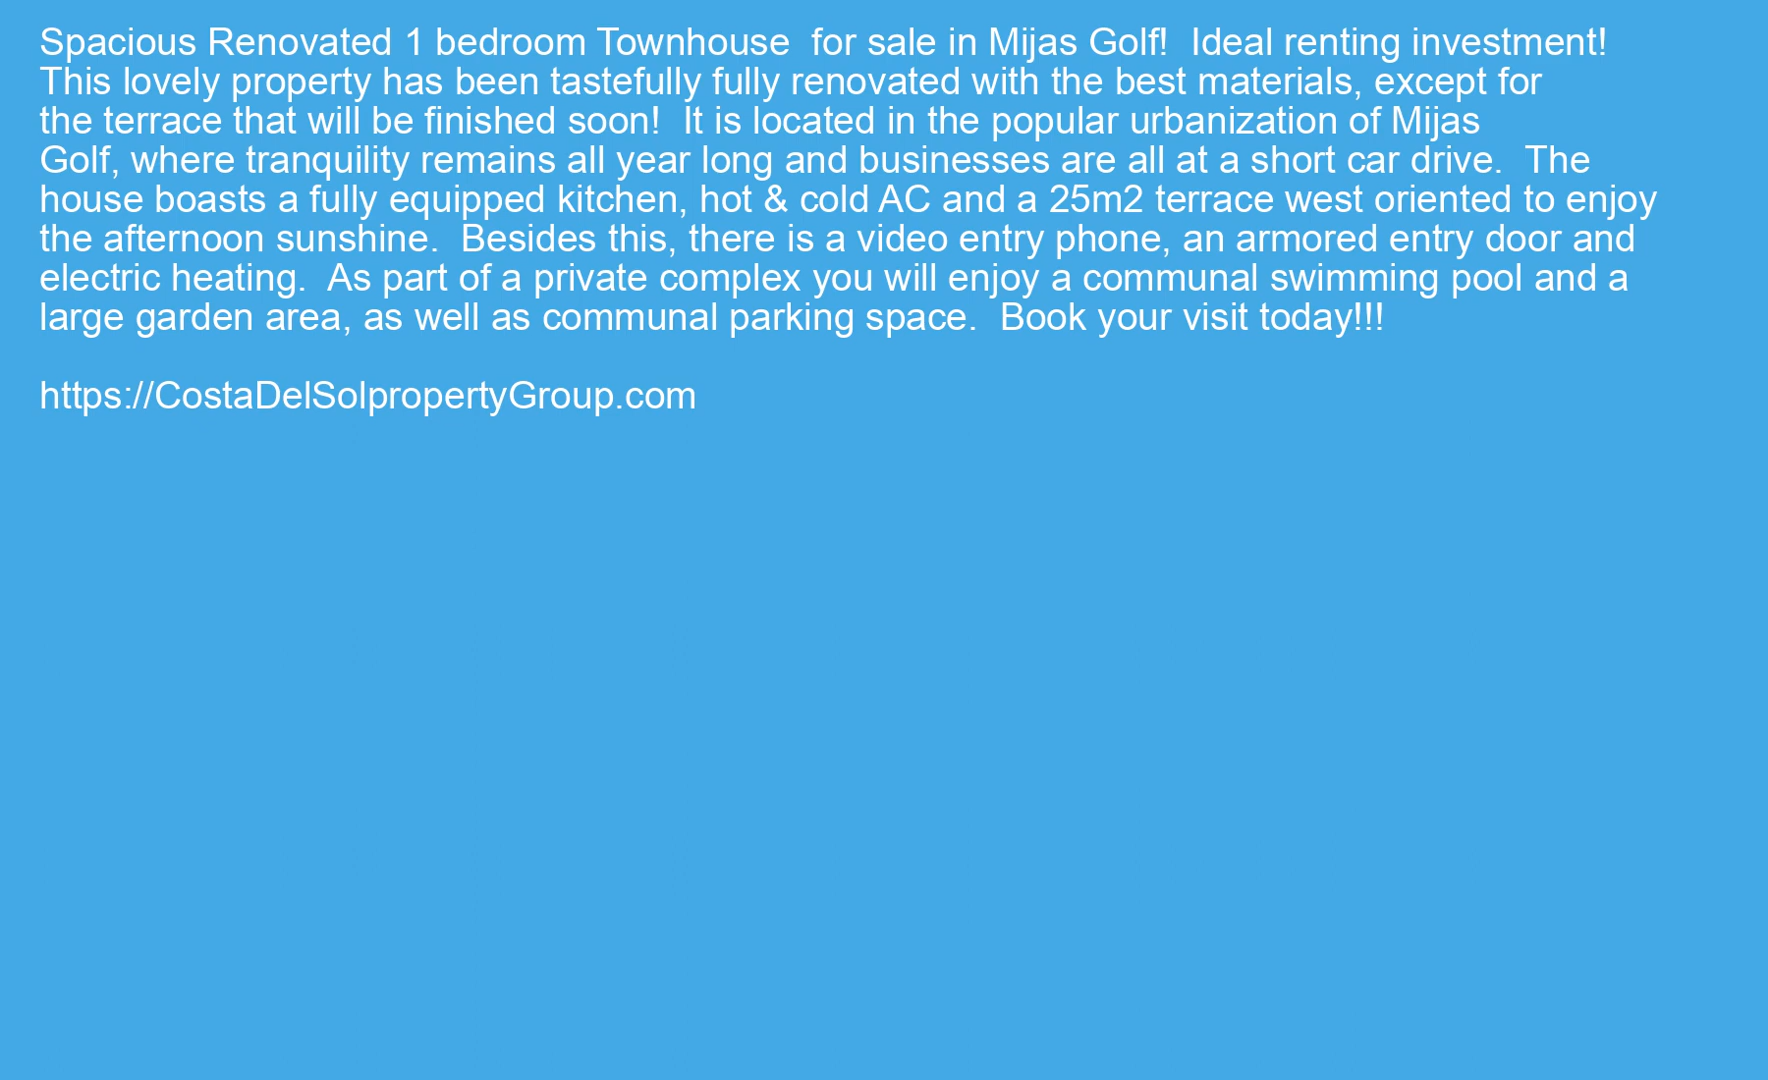 Spacious Renovated 1 bedroom Townhouse  for sale in Mijas Golf!  Ideal renting investment!
This lovely property has been tastefully fully renovated with the best materials, except for
the terrace that will be finished soon!  It is located in the popular urbanization of Mijas
Golf, where tranquility remains all year long and businesses are all at a short car drive.  The
house boasts a fully equipped kitchen, hot & cold AC and a 25m2 terrace west oriented to enjoy
the afternoon sunshine.  Besides this, there is a video entry phone, an armored entry door and
electric heating.  As part of a private complex you will enjoy a communal swimming pool and a
large garden area, as well as communal parking space.  Book your visit today!!!
https://CostaDelSolpropertyGroup.com